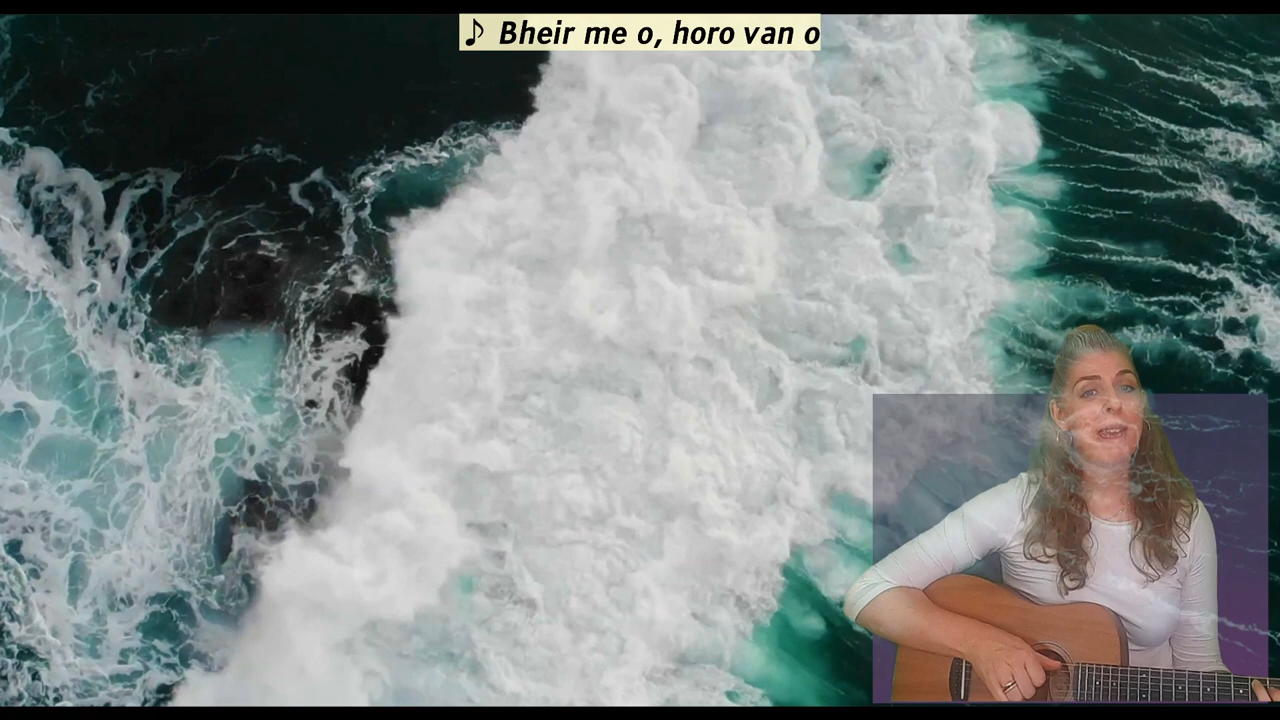 ♪ Bheir me o, horo van o